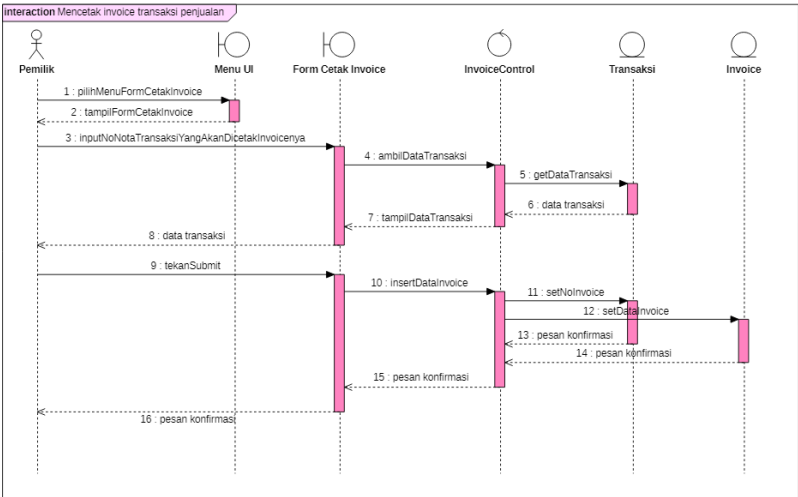 interaction Mencetak invoice transaksi penjualan
Pemilik
Menu UI
Form Cetak Invoice
InvoiceControl
Transaksi
Invoice
1 : pilihMenuFormCetakInvoice
2 : tampilFormCetakInvoice
3 : inputNoNotaTransaksiYangAkanDicetakInvoicenya
4 : ambilDataTransaksi
5 : getDataTransaksi
6 : data transaksi
7 : tampilDataTransaksi
8 : data transaksi
9 : tekanSubmit
10 : insertDataInvoice
11 : setNoInvoice
12 : setDataInvoice
13 : pesan konfirmasi
14 : pesan konfirmasi
15 : pesan konfirmasi
16 : pesan konfirmasi